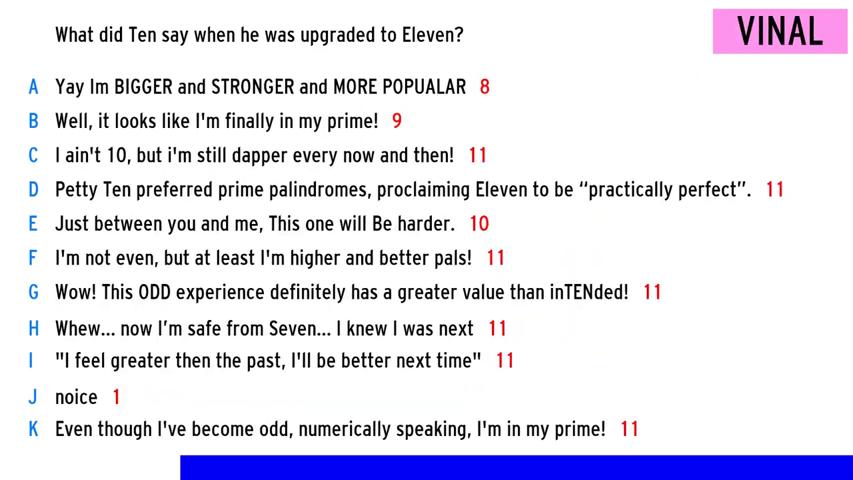 What did Ten say when he was upgraded to Eleven?
VINAL
A Yay Im BIGGER and STRONGER and MORE POPUALAR 8
B Well, it looks like I'm finally in my prime! 9
C I ain't 10, but i'm still dapper every now and then! 11
D Petty Ten preferred prime palindromes, proclaiming Eleven to be “practically perfect”. 11
E Just between you and me, This one will Be harder. 10
F I'm not even, but at least I'm higher and better pals! 11
G Wow! This ODD experience definitely has a greater value than inTENded! 11
H Whew... now I’m safe from Seven... I knew I was next 11
I "I feel greater then the past, I'll be better next time" 11
J noice 1
K Even though I've become odd, numerically speaking, I'm in my prime! 11